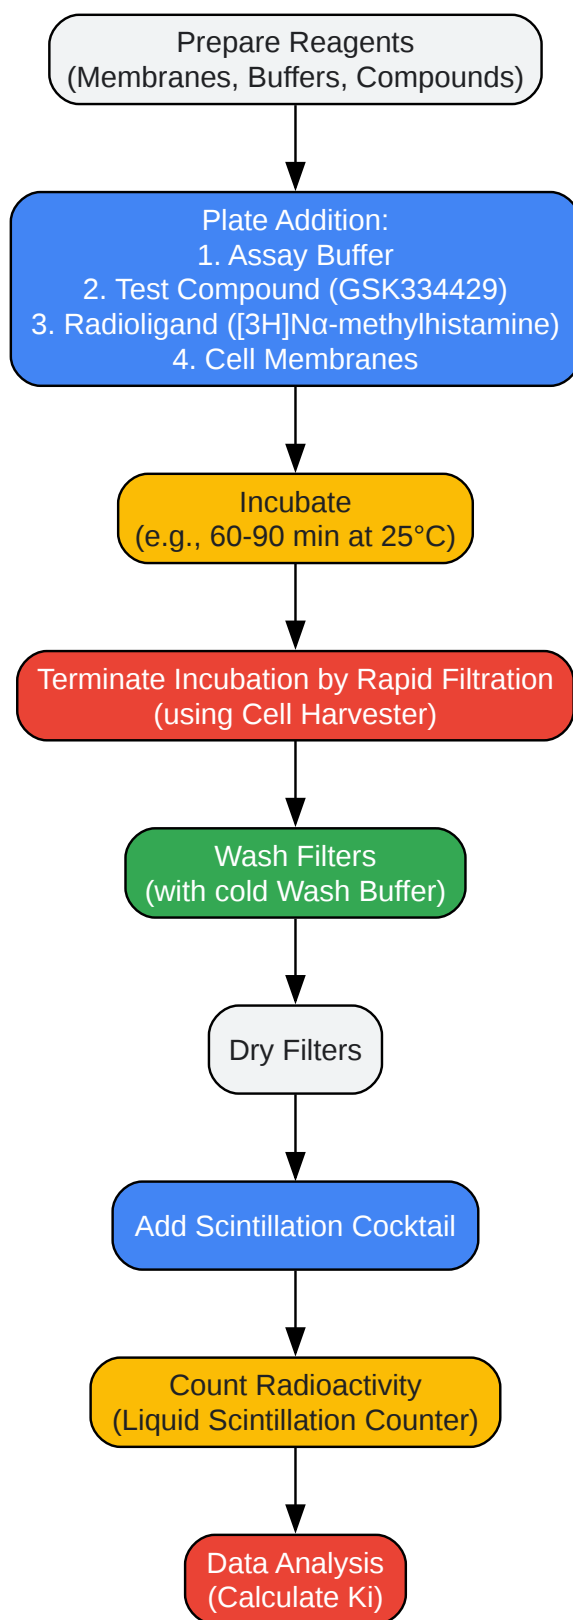 Prepare Reagents
(Membranes, Buffers, Compounds)
Plate Addition:
1. Assay Buffer
2. Test Compound (GSK334429)
3. Radioligand ([3H]Nα-methylhistamine)
4. Cell Membranes
Incubate
(e.g., 60-90 min at 25°C)
Terminate Incubation by Rapid Filtration
(using Cell Harvester)
Wash Filters
(with cold Wash Buffer)
Dry Filters
Add Scintillation Cocktail
Count Radioactivity
(Liquid Scintillation Counter)
Data Analysis
(Calculate Ki)